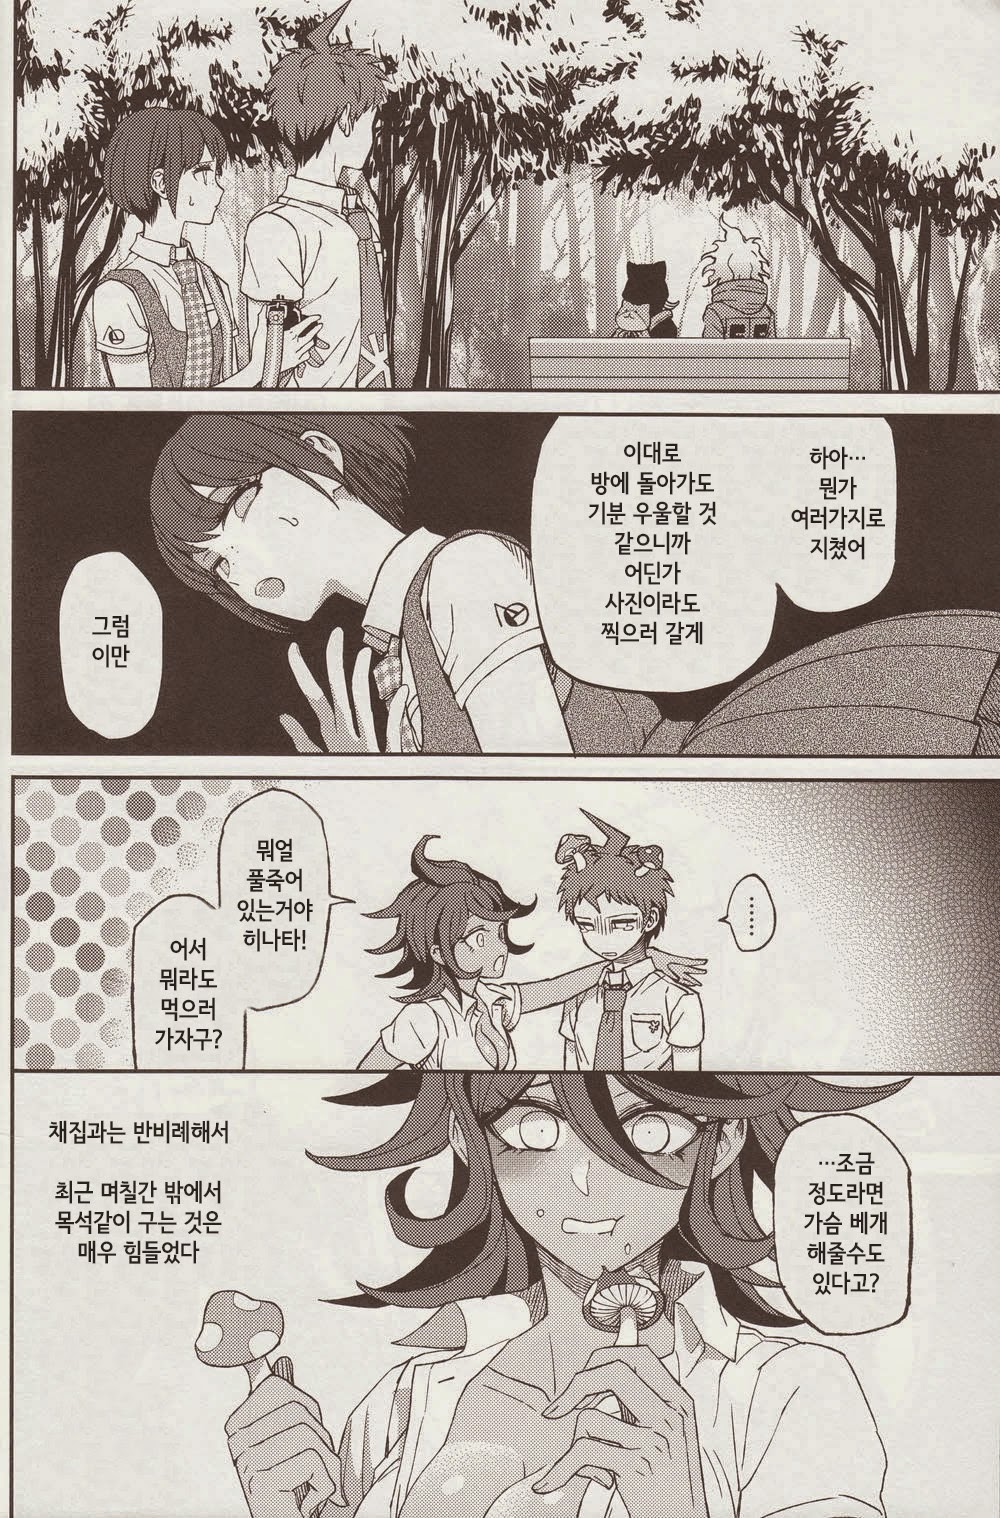 하아…
뭔가
여러가지로
지쳤어
이대로
방에 돌아가도
기분 우울할 것
같으니까
어딘가
사진이라도
찍으러 갈게
그럼
이만
……
뭐얼
풀죽어
있는거야
히나타!
어서
뭐라도
먹으러
가자구?
…조금
정도라면
가슴 베개
해줄수도
있다고?
채집과는 반비례해서
최근 며칠간 밖에서
목석같이 구는 것은
매우 힘들었다